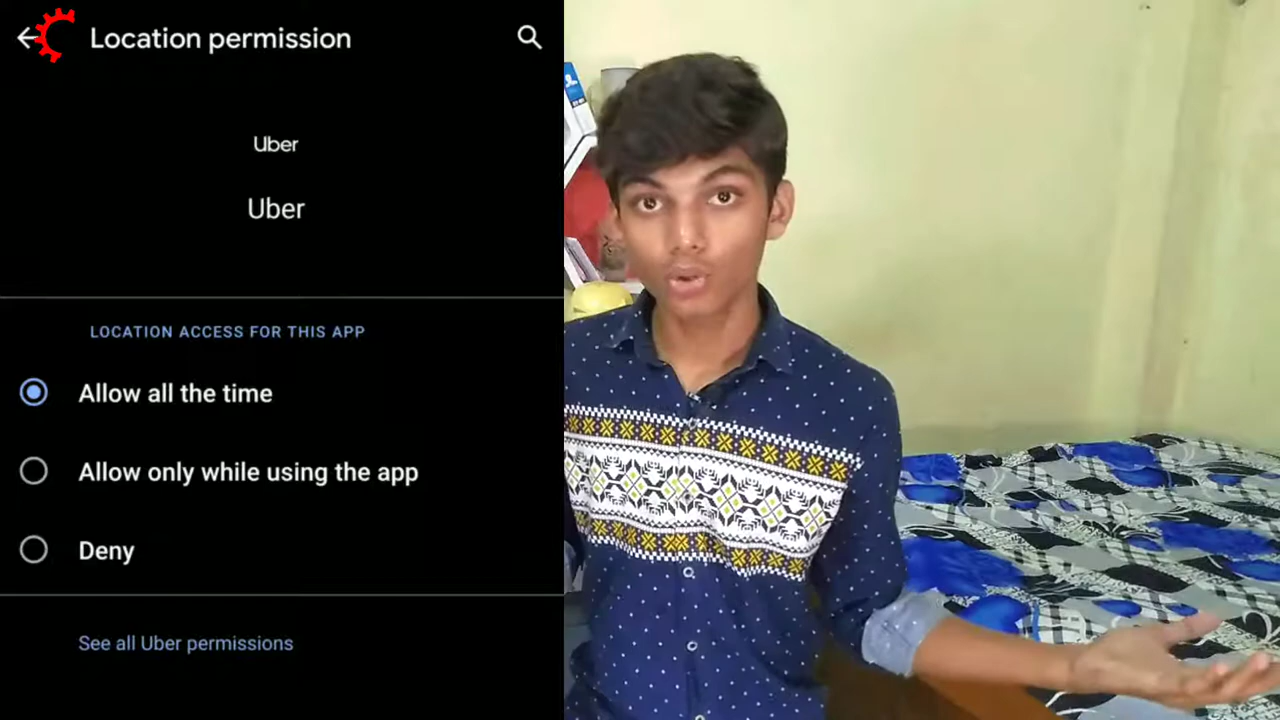 Location permission
Uber
Uber
LOCATION ACCESS FOR THIS APP
Allow all the time
Allow only while using the app
Deny
See all Uber permissions